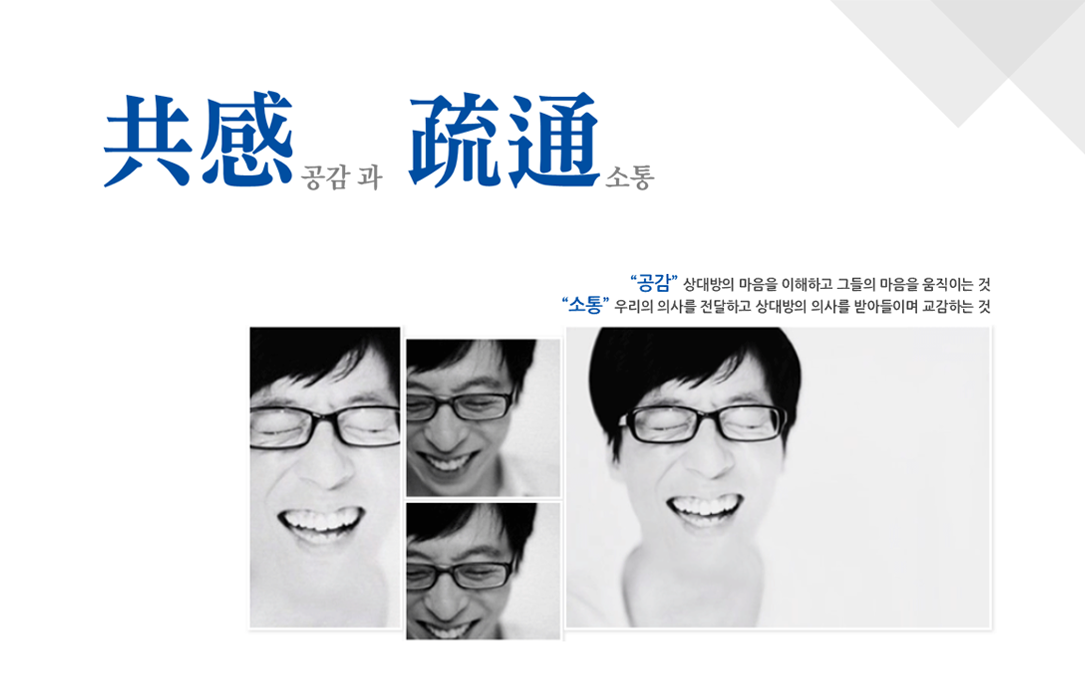 共感 공감 과 疏通 소통
“공감” 상대방의 마음을 이해하고 그들의 마음을 움직이는 것
“소통” 우리의 의사를 전달하고 상대방의 의사를 받아들이며 교감하는 것